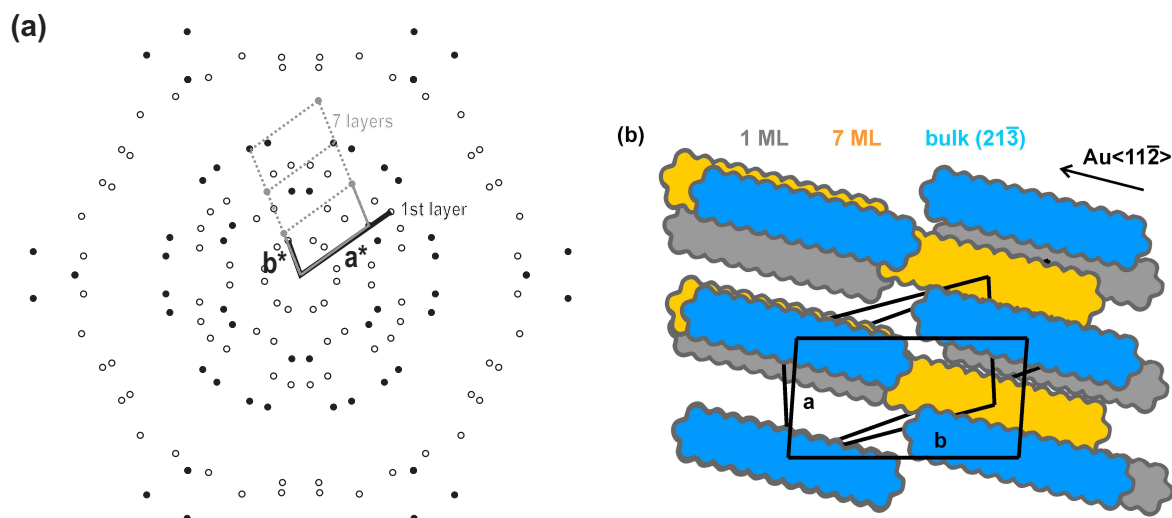 (a)
7 layers
1st layer
b*
a*
1 ML 7 ML bulk (213̅)
(b)
Au<112̅>
a
b